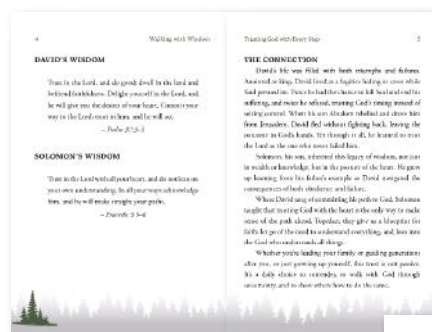 4 Walking with Wisdom
DAVID'S WISDOM
Trust in the Lord, and do good; dwell in the land and
befriend faithfulness. Delight yourself in the Lord, and
he will give you the desires of your heart. Commit your
way to the Lord; trust in him, and he will act.
– Psalm 37:3–5
SOLOMON'S WISDOM
Trust in the Lord with all your heart, and do not lean on
your own understanding. In all your ways acknowledge
him, and he will make straight your paths.
– Proverbs 3:5–6
Trusting God with Every Step 5
THE CONNECTION
David's life was filled with both triumphs and failures.
Anointed as king, David lived as a fugitive hiding in caves while
Saul pursued him. Twice he had the chance to kill Saul and end his
suffering, and twice he refused, trusting God's timing instead of
seizing control. When his son Absalom rebelled and drove him
from Jerusalem, David fled without fighting back, leaving the
outcome in God's hands. Yet through it all, he learned to trust
the Lord as the one who never failed him.
Solomon, his son, inherited this legacy of wisdom, not just
in wealth or knowledge, but in the posture of the heart. He grew
up learning from his father's example as David navigated the
consequences of both obedience and failure.
Where David sang of committing his path to God, Solomon
taught that trusting God with the heart is the only way to make
sense of the path ahead. Together, they give us a blueprint for
faith: let go of the need to understand everything, and lean into
the God who understands all things.
Whether you're leading your family or guiding generations
after you, or just growing up yourself, this trust is not passive.
It's a daily choice to surrender, to walk with God through
uncertainty, and to show others how to do the same.